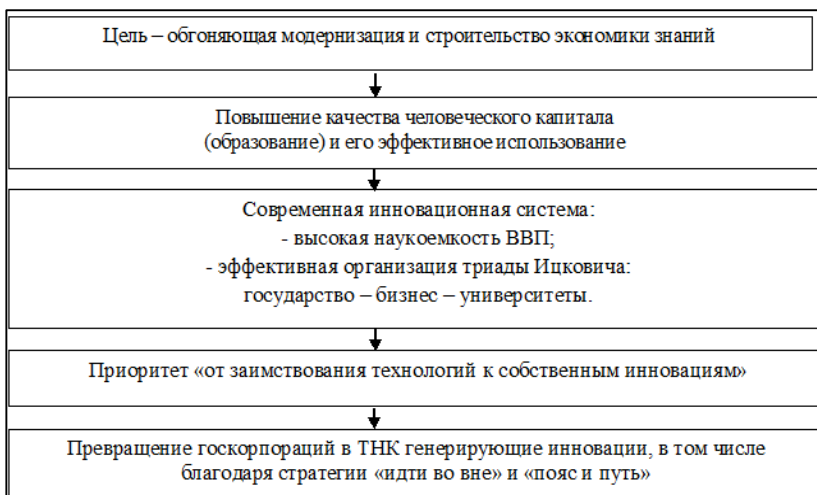 Цель – обгоняющая модернизация и строительство экономики знаний
Повышение качества человеческого капитала
(образование) и его эффективное использование
Современная инновационная система:
- высокая наукоемкость ВВП;
- эффективная организация триады Ицковича:
государство – бизнес – университеты.
Приоритет «от заимствования технологий к собственным инновациям»
Превращение госкорпораций в ТНК генерирующие инновации, в том числе
благодаря стратегии «идти во вне» и «пояс и путь»